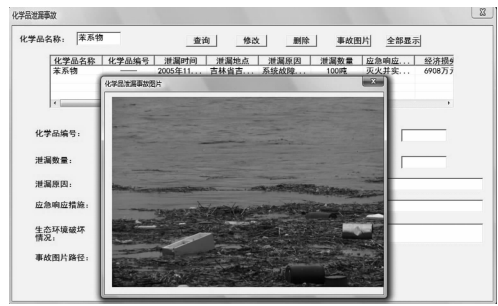 化学品泄漏事故
化学品名称： 苯系物 查询 修改 删除 事故图片 全部显示
化学品名称 化学品编号 泄漏时间 泄漏地点 泄漏原因 泄漏数量 应急响应... 经济损失
苯系物 —— 2005年11... 吉林省吉... 系统故障... 100吨 灭火并实... 6908万元
化学品泄漏事故图片
化学品编号：
泄漏数量：
泄漏原因：
应急响应措施：
生态环境破坏
情况：
事故图片路径：